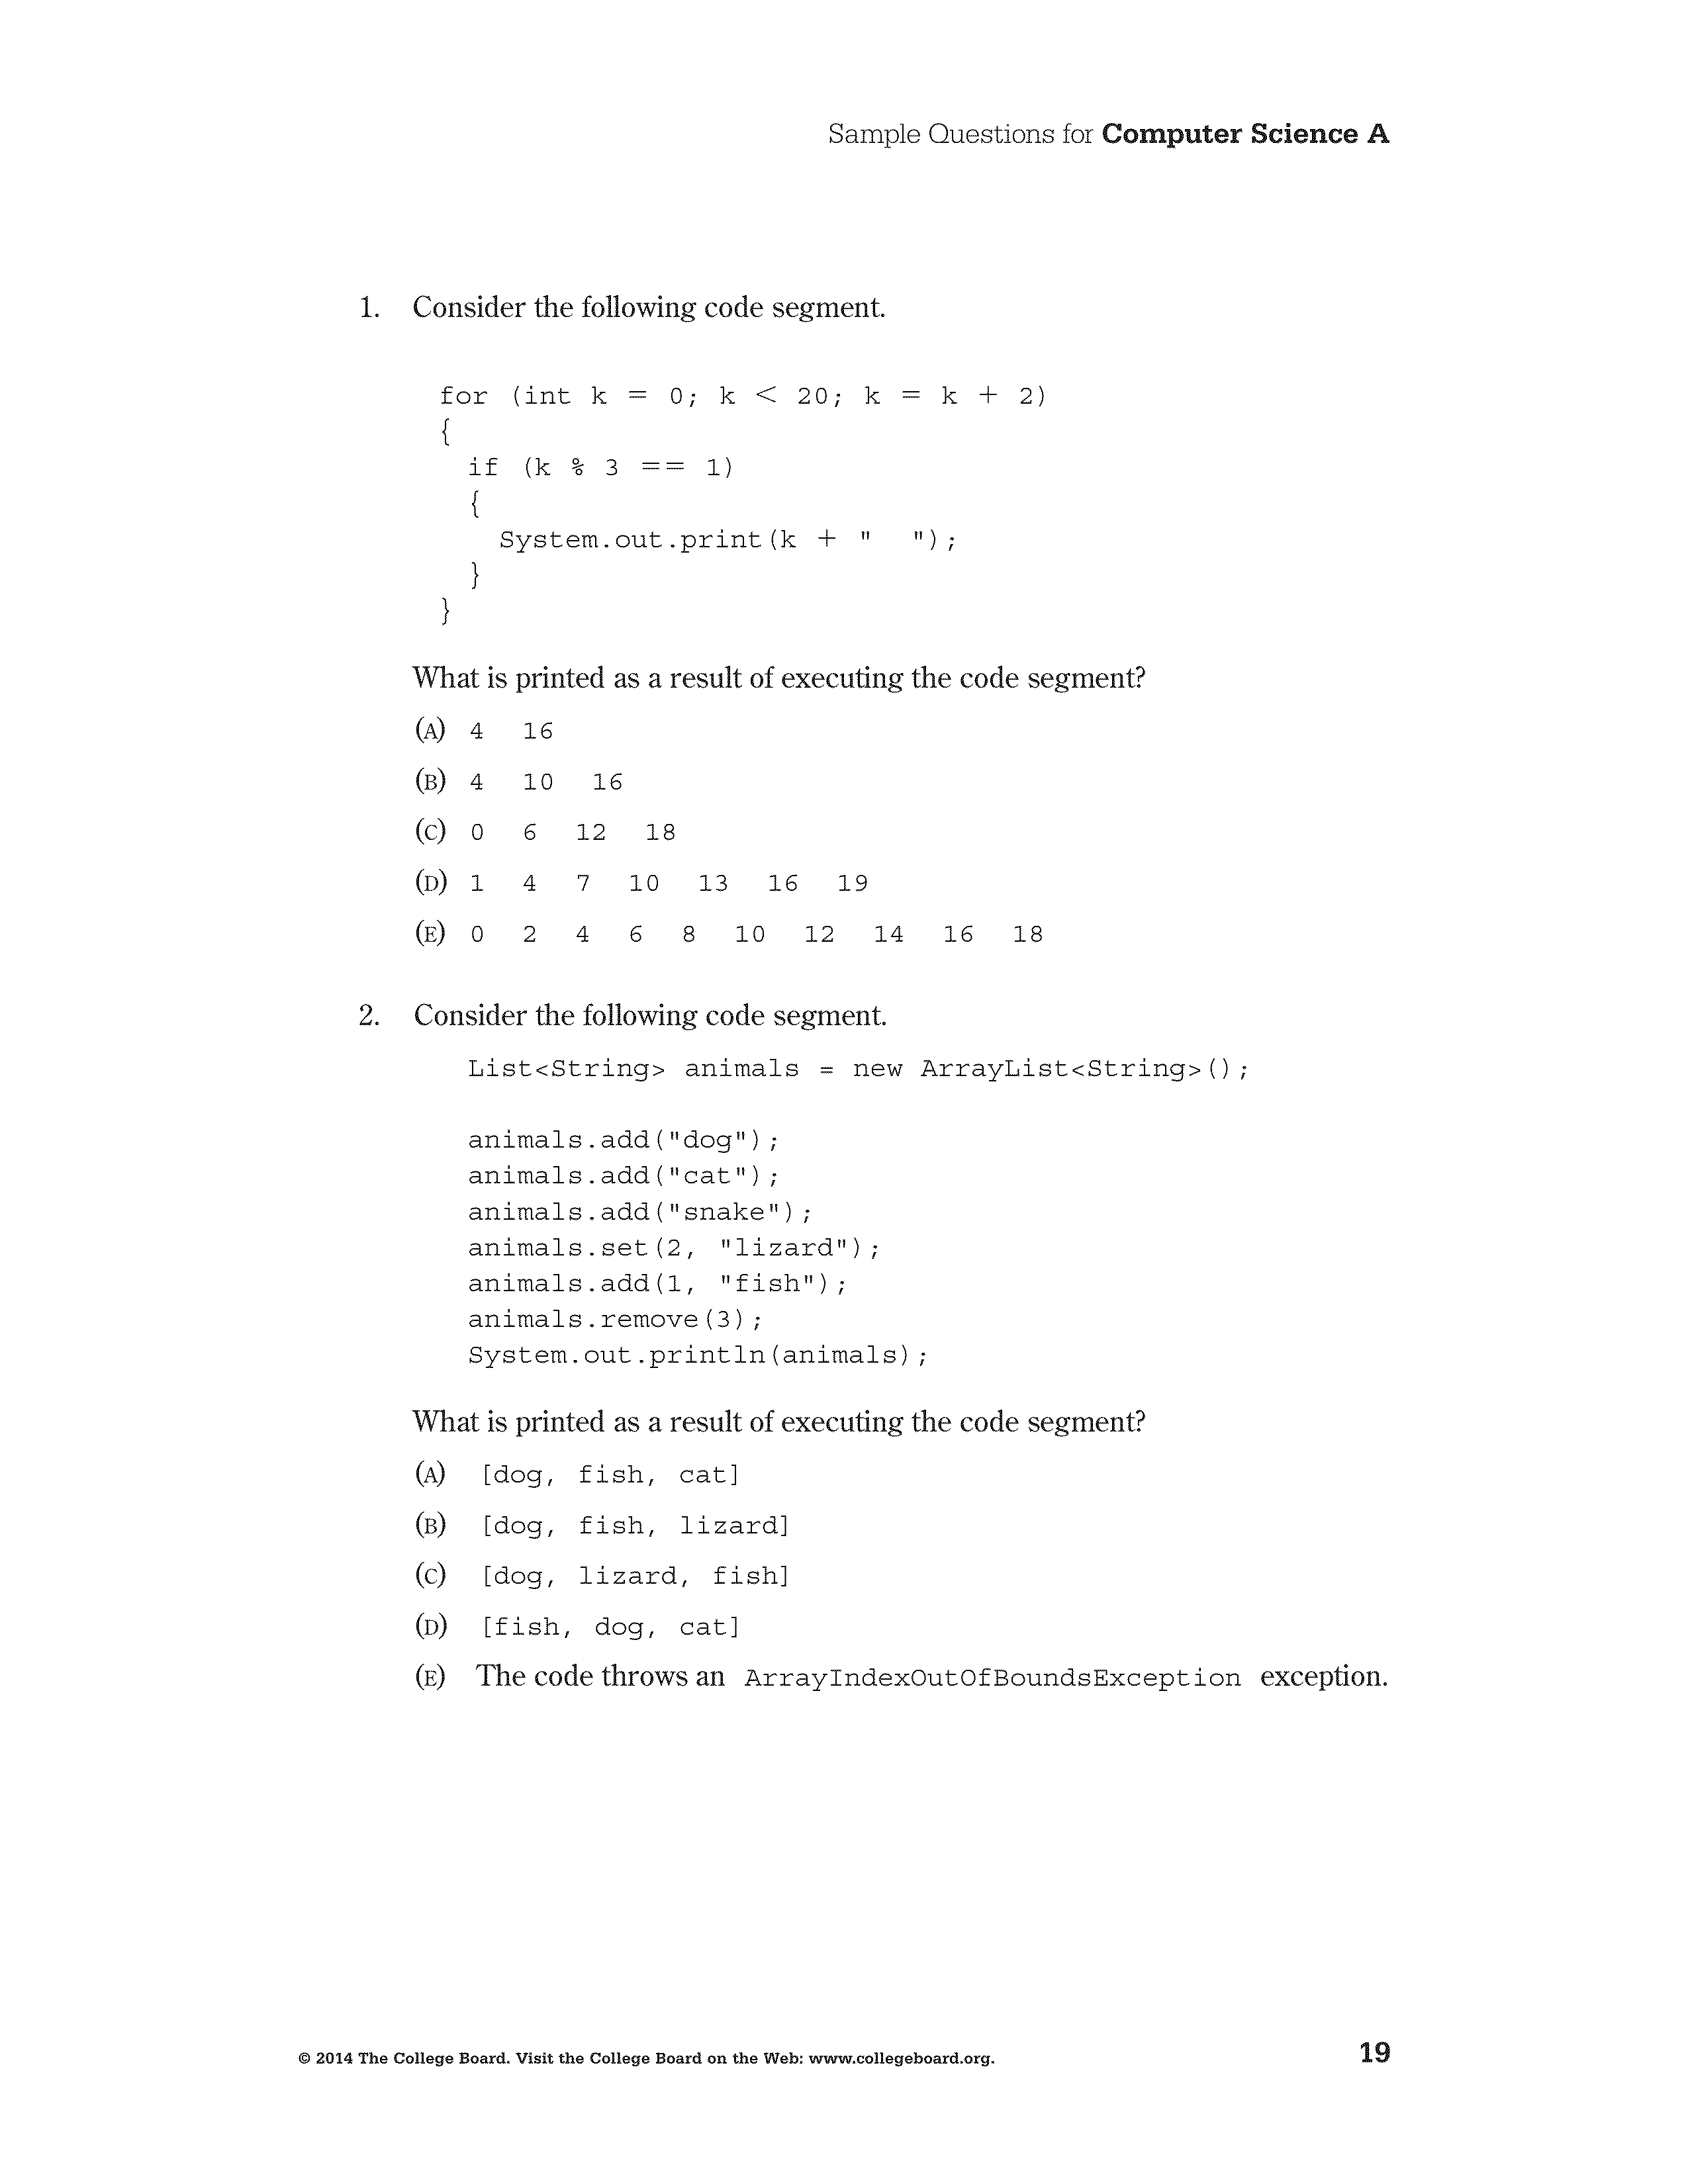 Sample Questions for Computer Science A
1. Consider the following code segment.
for (int k = 0; k < 20; k = k + 2)
{
if (k % 3 == 1)
{
System.out.print(k + "  ");
}
}
What is printed as a result of executing the code segment?
(A) 4 16
(B) 4 10 16
(C) 0 6 12 18
(D) 1 4 7 10 13 16 19
(E) 0 2 4 6 8 10 12 14 16 18
2. Consider the following code segment.
List<String> animals = new ArrayList<String>();
animals.add("dog");
animals.add("cat");
animals.add("snake");
animals.set(2, "lizard");
animals.add(1, "fish");
animals.remove(3);
System.out.println(animals);
What is printed as a result of executing the code segment?
(A) [dog, fish, cat]
(B) [dog, fish, lizard]
(C) [dog, lizard, fish]
(D) [fish, dog, cat]
(E) The code throws an ArrayIndexOutOfBoundsException exception.
© 2014 The College Board. Visit the College Board on the Web: www.collegeboard.org.
19